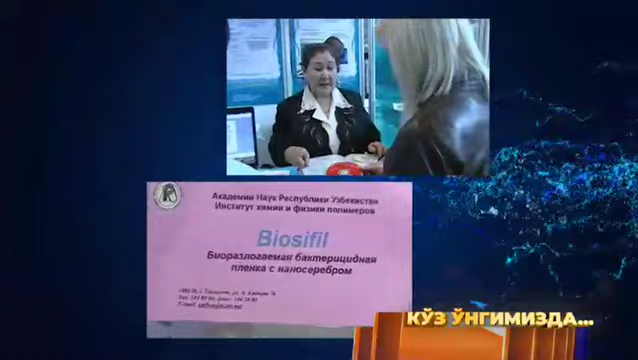 Академии Наук Республики Узбекистан
Институт химии и физики полимеров
Biosifil
Биоразлогаемая бактерицидная
пленка с наносеребром
КЎЗ ЎНГИМИЗДА...